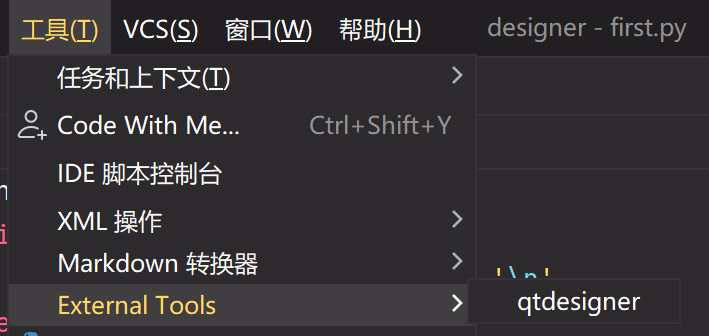 工具(T) VCS(S) 窗口(W) 帮助(H) designer - first.py
任务和上下文(T)
Code With Me... Ctrl+Shift+Y
IDE 脚本控制台
XML 操作
Markdown 转换器
'\n'
External Tools
qtdesigner